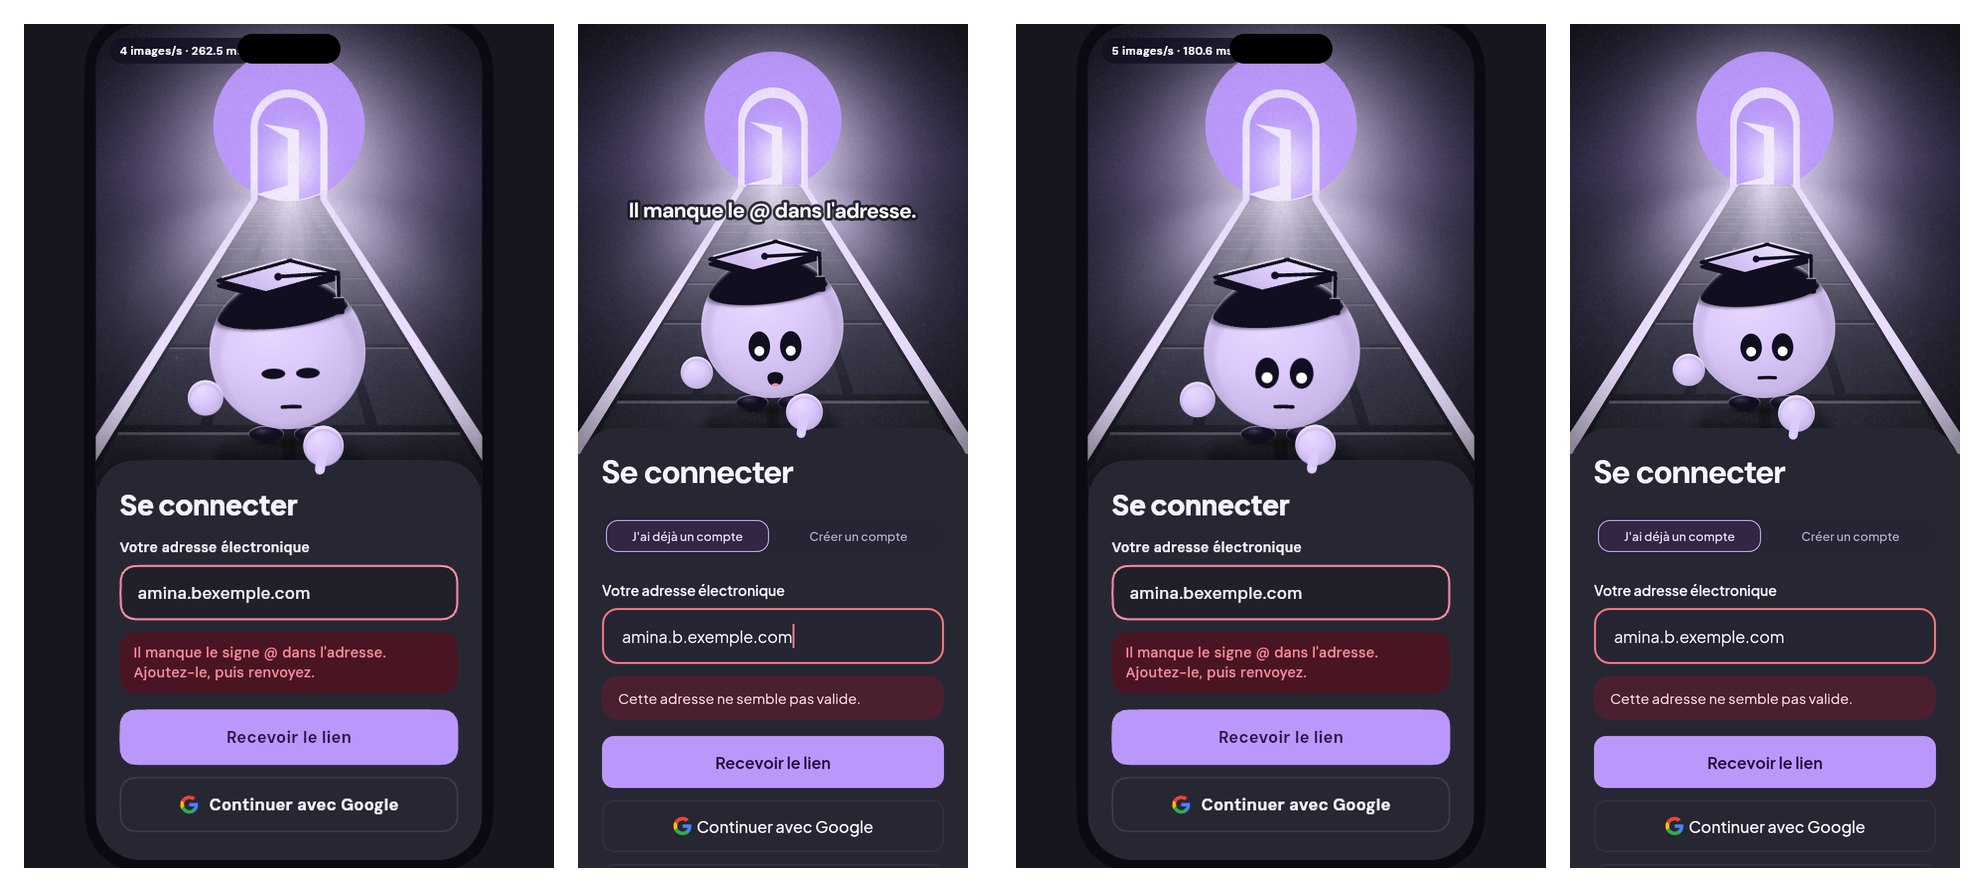 4 images/s · 262.5 m
Se connecter
Votre adresse électronique
amina.bexemple.com
Il manque le signe @ dans l'adresse.
Ajoutez-le, puis renvoyez.
Recevoir le lien
Continuer avec Google
Il manque le @ dans l'adresse.
Se connecter
J'ai déjà un compte
Créer un compte
Votre adresse électronique
amina.b.exemple.com
Cette adresse ne semble pas valide.
Recevoir le lien
Continuer avec Google
5 images/s · 180.6 ms
Se connecter
Votre adresse électronique
amina.bexemple.com
Il manque le signe @ dans l'adresse.
Ajoutez-le, puis renvoyez.
Recevoir le lien
Continuer avec Google
Se connecter
J'ai déjà un compte
Créer un compte
Votre adresse électronique
amina.b.exemple.com
Cette adresse ne semble pas valide.
Recevoir le lien
Continuer avec Google